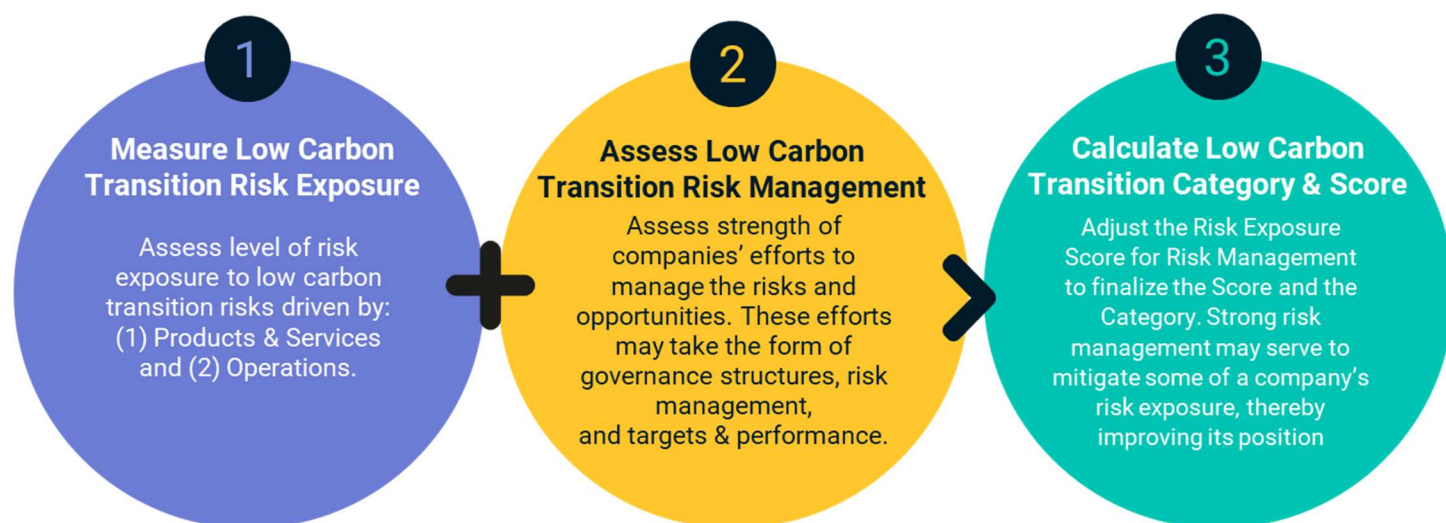 1
Measure Low Carbon
Transition Risk Exposure
Assess level of risk
exposure to low carbon
transition risks driven by:
(1) Products & Services
and (2) Operations.
2
Assess Low Carbon
Transition Risk Management
Assess strength of
companies’ efforts to
manage the risks and
opportunities. These efforts
may take the form of
governance structures, risk
management,
and targets & performance.
3
Calculate Low Carbon
Transition Category & Score
Adjust the Risk Exposure
Score for Risk Management
to finalize the Score and the
Category. Strong risk
management may serve to
mitigate some of a company’s
risk exposure, thereby
improving its position